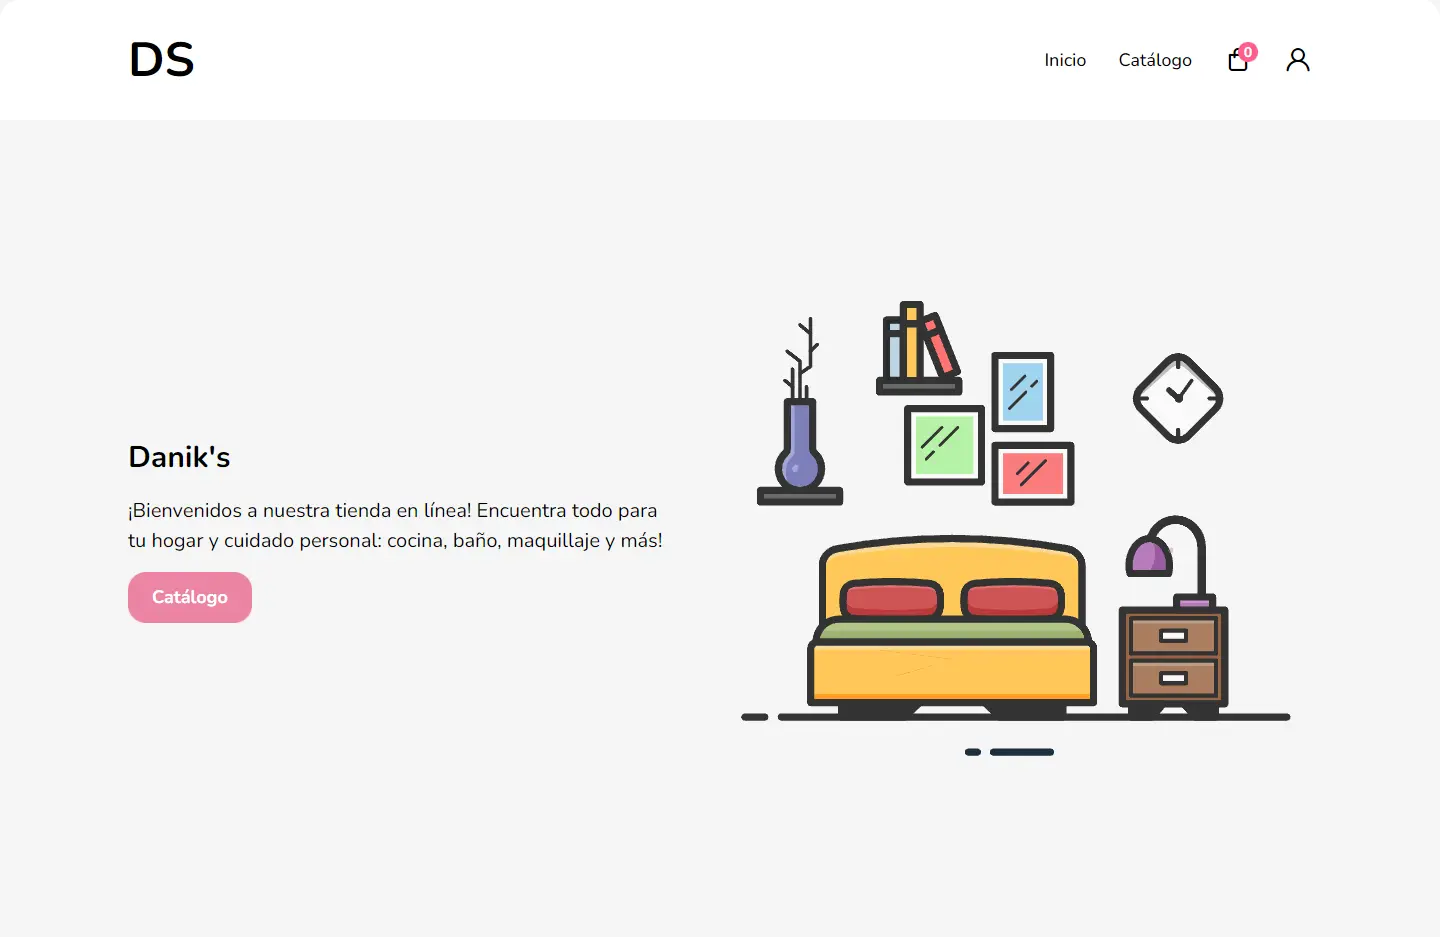 DS
Inicio
Catálogo
0
Danik's
¡Bienvenidos a nuestra tienda en línea! Encuentra todo para
tu hogar y cuidado personal: cocina, baño, maquillaje y más!
Catálogo